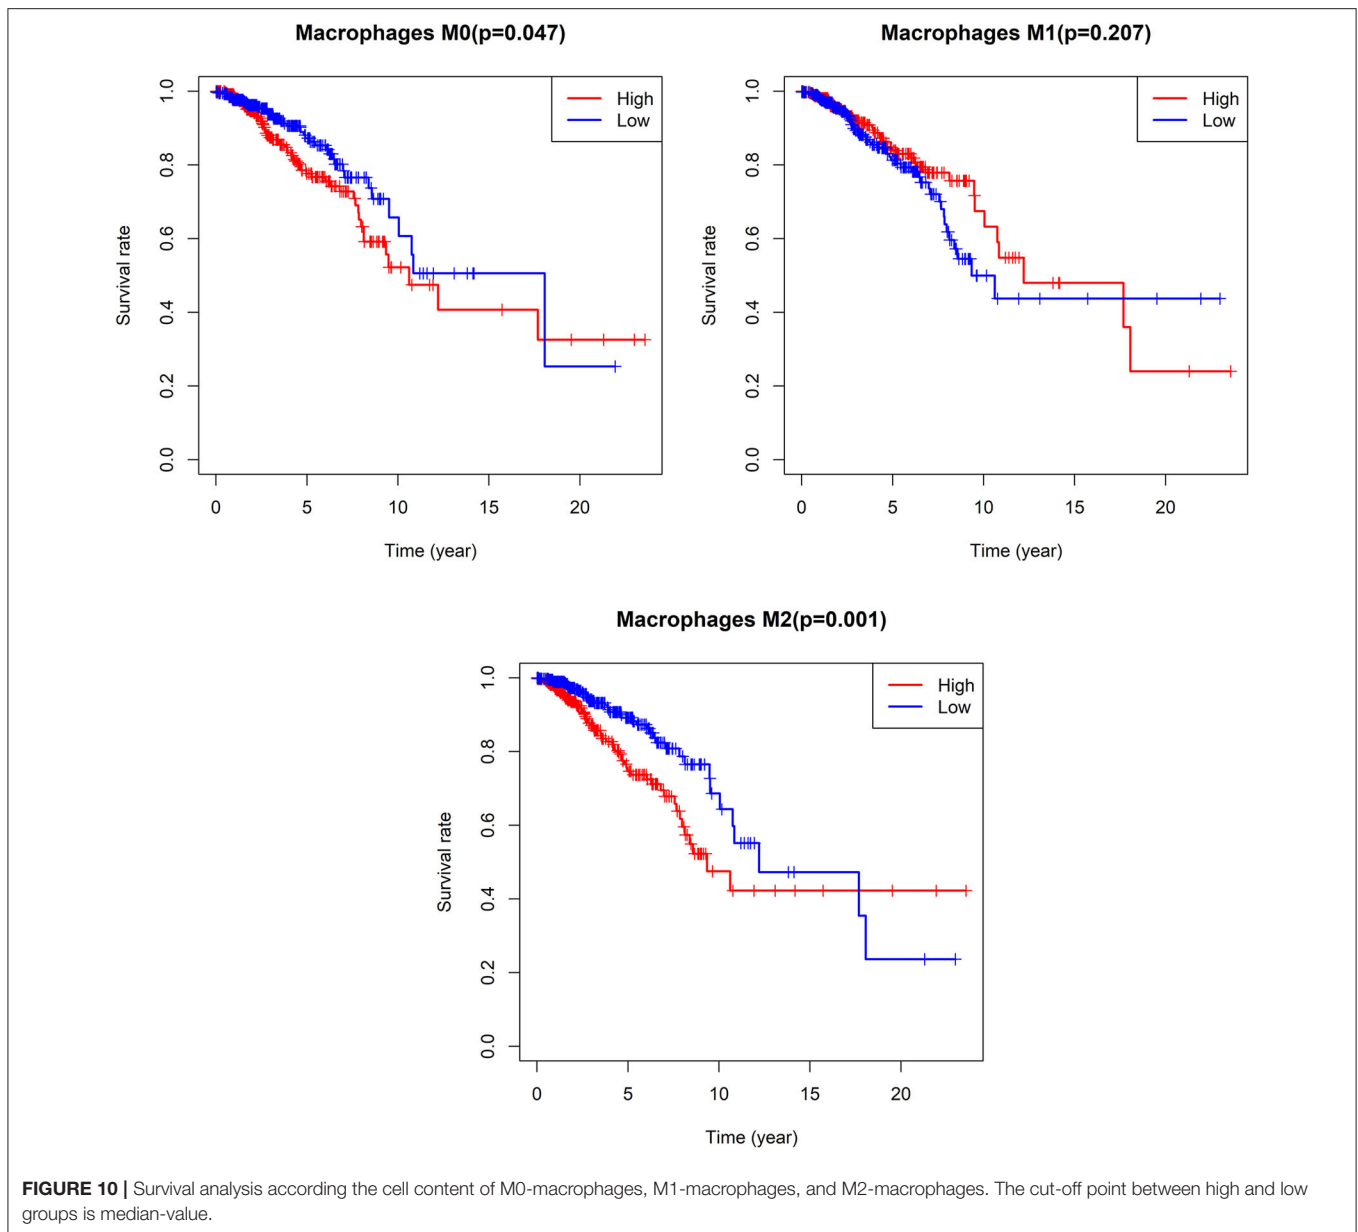 Macrophages M0(p=0.047)
Survival rate
1.0
0.8
0.6
0.4
0.2
0.0
High
Low
0 5 10 15 20
Time (year)
Macrophages M1(p=0.207)
Survival rate
1.0
0.8
0.6
0.4
0.2
0.0
High
Low
0 5 10 15 20
Time (year)
Macrophages M2(p=0.001)
Survival rate
1.0
0.8
0.6
0.4
0.2
0.0
High
Low
0 5 10 15 20
Time (year)
FIGURE 10 | Survival analysis according the cell content of M0-macrophages, M1-macrophages, and M2-macrophages. The cut-off point between high and low
groups is median-value.